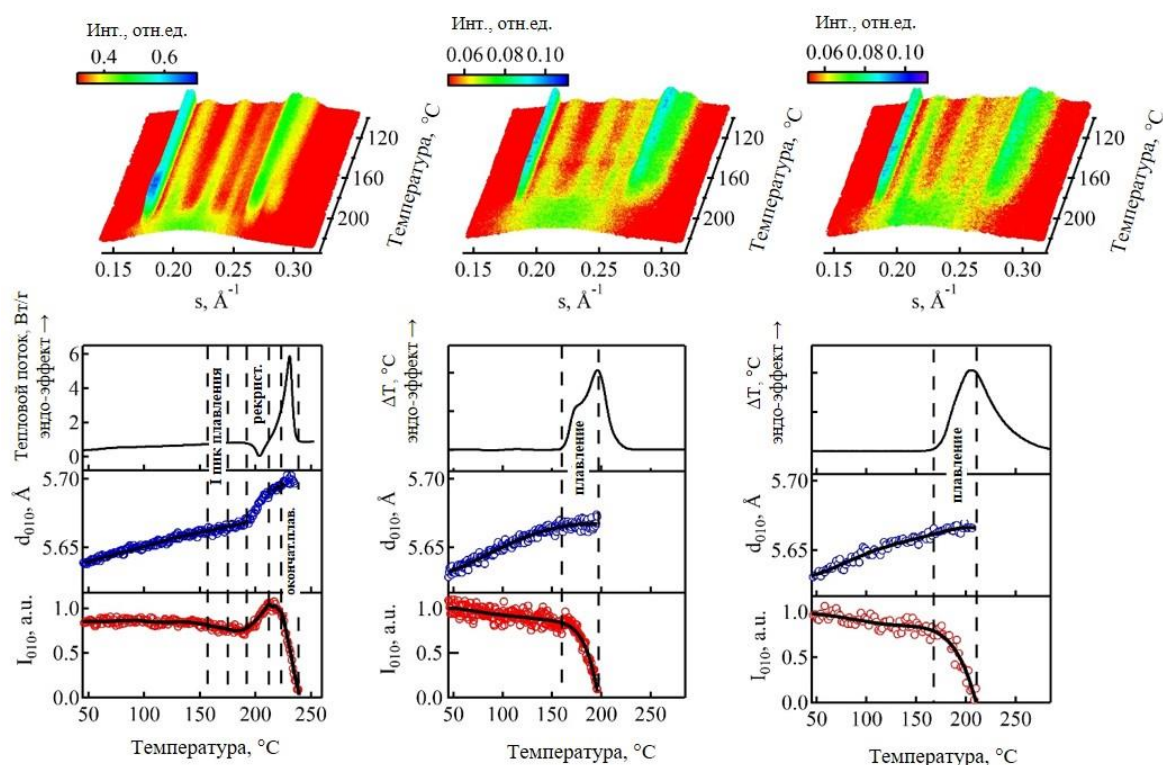 Инт., отн.ед.
0.4 0.6
Инт., отн.ед.
0.06 0.08 0.10
Инт., отн.ед.
0.06 0.08 0.10
120
160
200
Температура, °C
0.15 0.20 0.25 0.30
s, Å⁻¹
120
160
200
Температура, °C
0.15 0.20 0.25 0.30
s, Å⁻¹
120
160
200
Температура, °C
0.15 0.20 0.25 0.30
s, Å⁻¹
Тепловой поток, Вт/г
эндо-эффект →
6
4
2
0
I пик плавления
рекрист.
окончат.плав.
d₀₁₀, Å
5.70
5.65
I₀₁₀, a.u.
1.0
0.5
0.0
50 100 150 200 250
Температура, °C
ΔT, °C
эндо-эффект →
плавление
d₀₁₀, Å
5.70
5.65
I₀₁₀, a.u.
1.0
0.5
0.0
50 100 150 200 250
Температура, °C
ΔT, °C
эндо-эффект →
плавление
d₀₁₀, Å
5.70
5.65
I₀₁₀, a.u.
1.0
0.5
0.0
50 100 150 200 250
Температура, °C